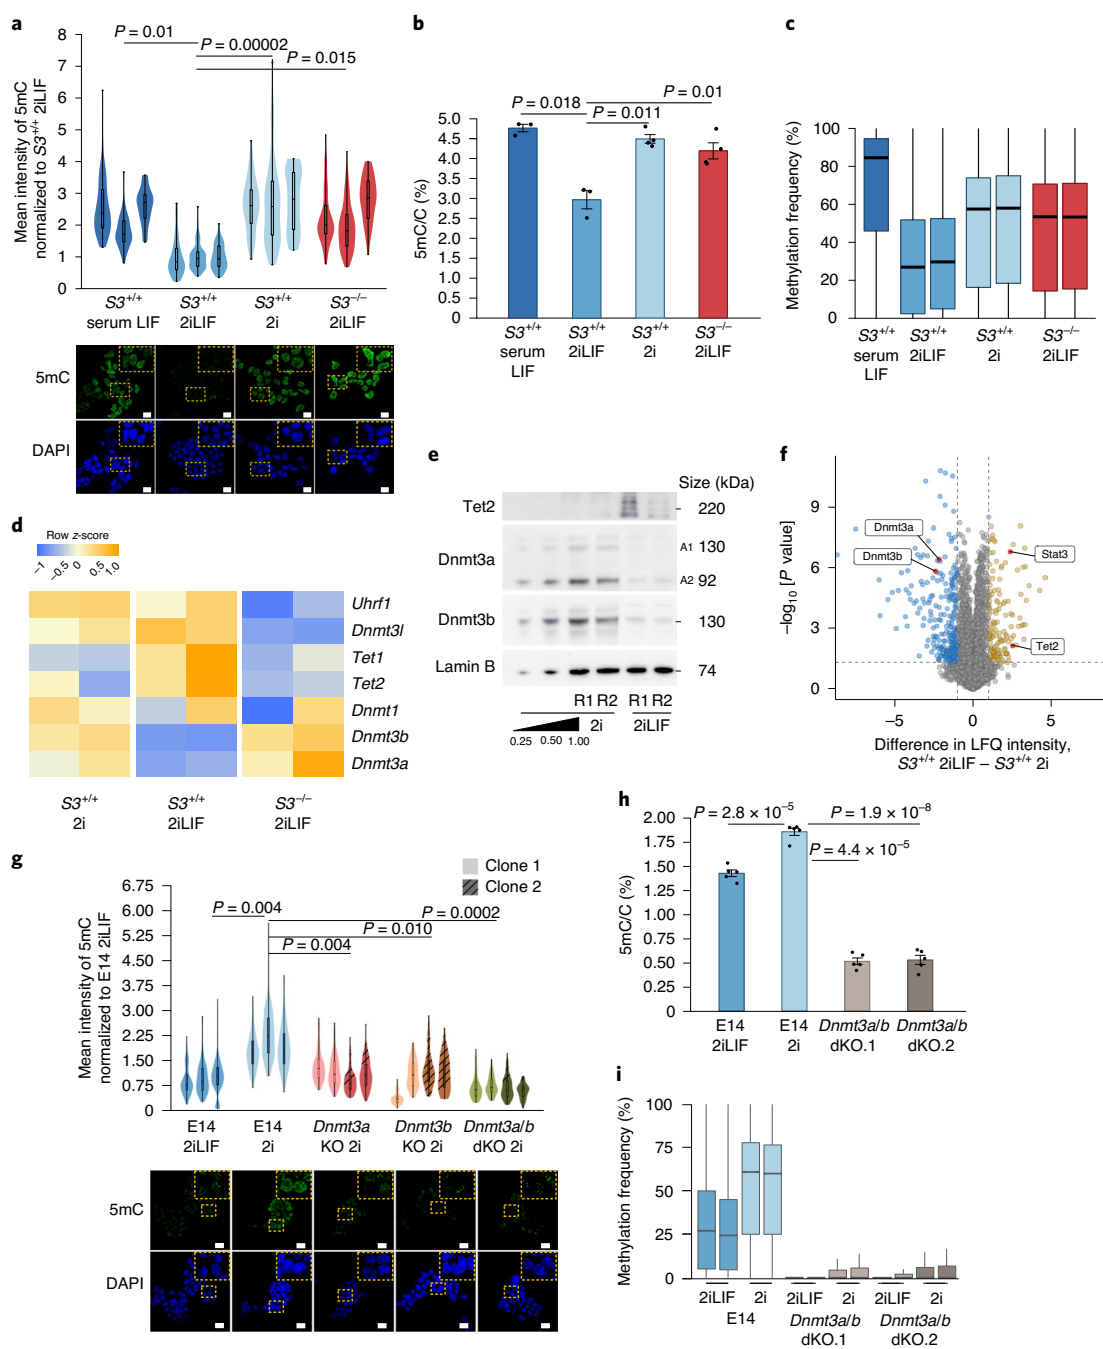 a
P = 0.01
P = 0.00002
P = 0.015
Mean intensity of 5mC
normalized to S3+/+ 2iLIF
8
7
6
5
4
3
2
1
0
S3+/+ S3+/+ S3+/+ S3–/–
serum LIF 2iLIF 2i 2iLIF
5mC
DAPI
b
P = 0.01
P = 0.018
P = 0.011
5mC/C (%)
5.0
4.5
4.0
3.5
3.0
2.5
2.0
1.5
1.0
0.5
0
S3+/+ S3+/+ S3+/+ S3–/–
serum 2iLIF 2i 2iLIF
LIF
c
Methylation frequency (%)
100
80
60
40
20
0
S3+/+ S3+/+ S3+/+ S3–/–
serum 2iLIF 2i 2iLIF
LIF
d
Row z-score
–1 –0.5 0 0.5 1.0
Uhrf1
Dnmt3l
Tet1
Tet2
Dnmt1
Dnmt3b
Dnmt3a
S3+/+ S3+/+ S3–/–
2i 2iLIF 2iLIF
e
Size (kDa)
Tet2 220
Dnmt3a A1 130
A2 92
Dnmt3b 130
Lamin B 74
R1 R2 R1 R2
0.25 0.50 1.00 2i 2iLIF
f
–log10 [P value]
9
6
3
0
Dnmt3a
Dnmt3b
Stat3
Tet2
–5 0 5
Difference in LFQ intensity,
S3+/+ 2iLIF – S3+/+ 2i
g
Clone 1
Clone 2
P = 0.004
P = 0.0002
P = 0.010
P = 0.004
Mean intensity of 5mC
normalized to E14 2iLIF
6.75
6.00
5.25
4.50
3.75
3.00
2.25
1.50
0.75
0
E14 E14 Dnmt3a Dnmt3b Dnmt3a/b
2iLIF 2i KO 2i KO 2i dKO 2i
5mC
DAPI
h
P = 2.8 × 10–5
P = 1.9 × 10–8
P = 4.4 × 10–5
5mC/C (%)
2.00
1.75
1.50
1.25
1.00
0.75
0.50
0.25
0
E14 E14 Dnmt3a/b Dnmt3a/b
2iLIF 2i dKO.1 dKO.2
i
Methylation frequency (%)
100
75
50
25
0
2iLIF 2i 2iLIF 2i 2iLIF 2i
E14 Dnmt3a/b Dnmt3a/b
dKO.1 dKO.2